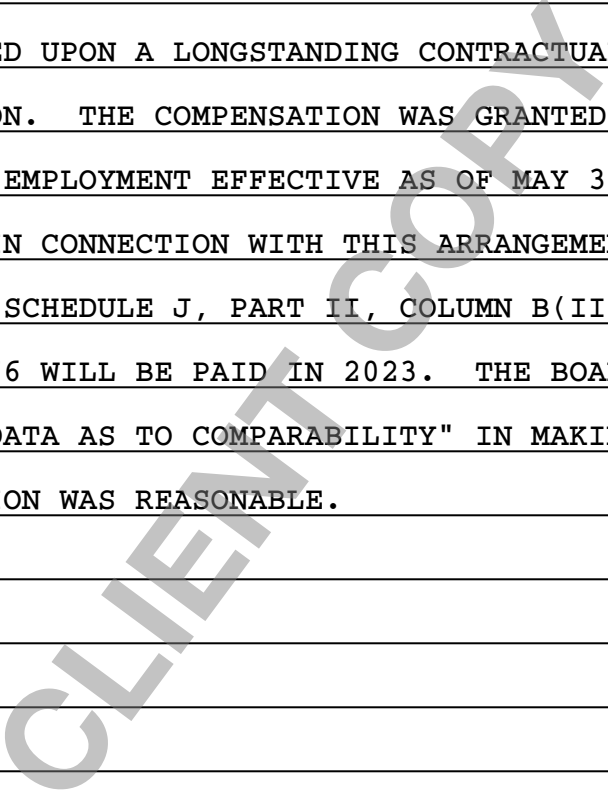 ED UPON A LONGSTANDING CONTRACTUA
ON. THE COMPENSATION WAS GRANTED
EMPLOYMENT EFFECTIVE AS OF MAY 3
IN CONNECTION WITH THIS ARRANGEME
SCHEDULE J, PART II, COLUMN B(II
6 WILL BE PAID IN 2023. THE BOA
DATA AS TO COMPARABILITY" IN MAKI
ON WAS REASONABLE.
CLIENT COPY